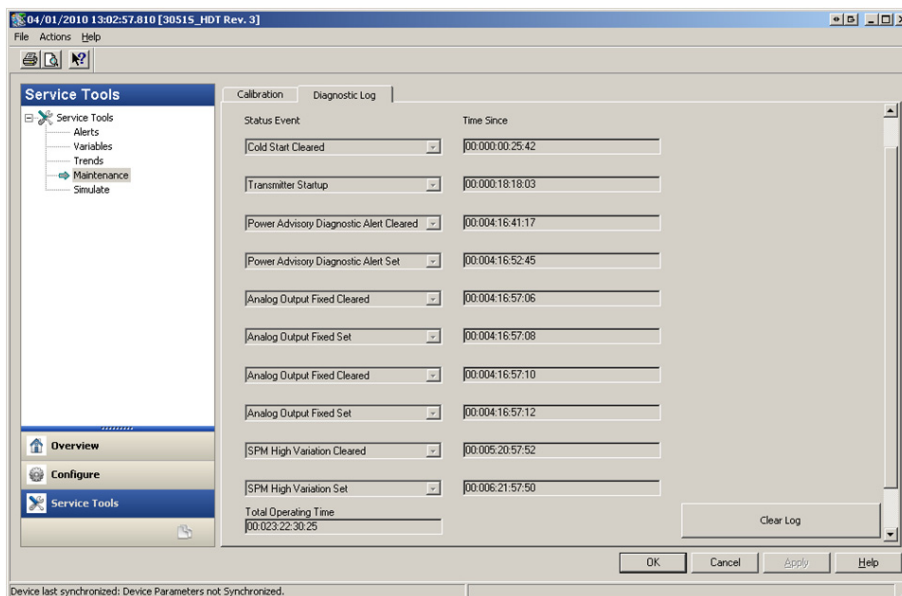 04/01/2010 13:02:57.810 [3051S_HDT Rev. 3]
File Actions Help
Service Tools
Service Tools
Alerts
Variables
Trends
Maintenance
Simulate
Overview
Configure
Service Tools
Calibration Diagnostic Log
Status Event Time Since
Cold Start Cleared 00:000:00:25:42
Transmitter Startup 00:000:18:18:03
Power Advisory Diagnostic Alert Cleared 00:004:16:41:17
Power Advisory Diagnostic Alert Set 00:004:16:52:45
Analog Output Fixed Cleared 00:004:16:57:06
Analog Output Fixed Set 00:004:16:57:08
Analog Output Fixed Cleared 00:004:16:57:10
Analog Output Fixed Set 00:004:16:57:12
SPM High Variation Cleared 00:005:20:57:52
SPM High Variation Set 00:006:21:57:50
Total Operating Time
00:023:22:30:25
Clear Log
OK Cancel Apply Help
Device last synchronized: Device Parameters not Synchronized.